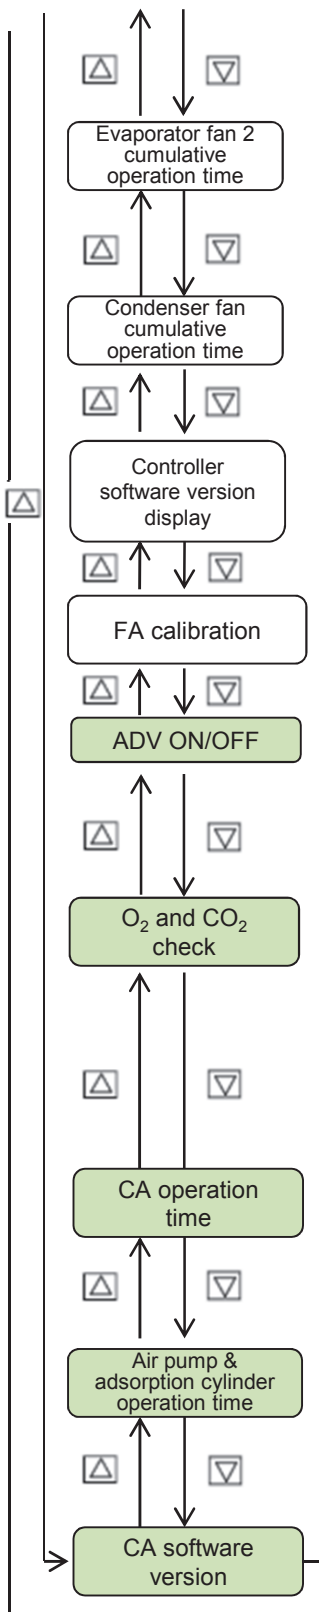 Evaporator fan 2
cumulative
operation time
Condenser fan
cumulative
operation time
Controller
software version
display
FA calibration
ADV ON/OFF
O₂ and CO₂
check
CA operation
time
Air pump &
adsorption cylinder
operation time
CA software
version